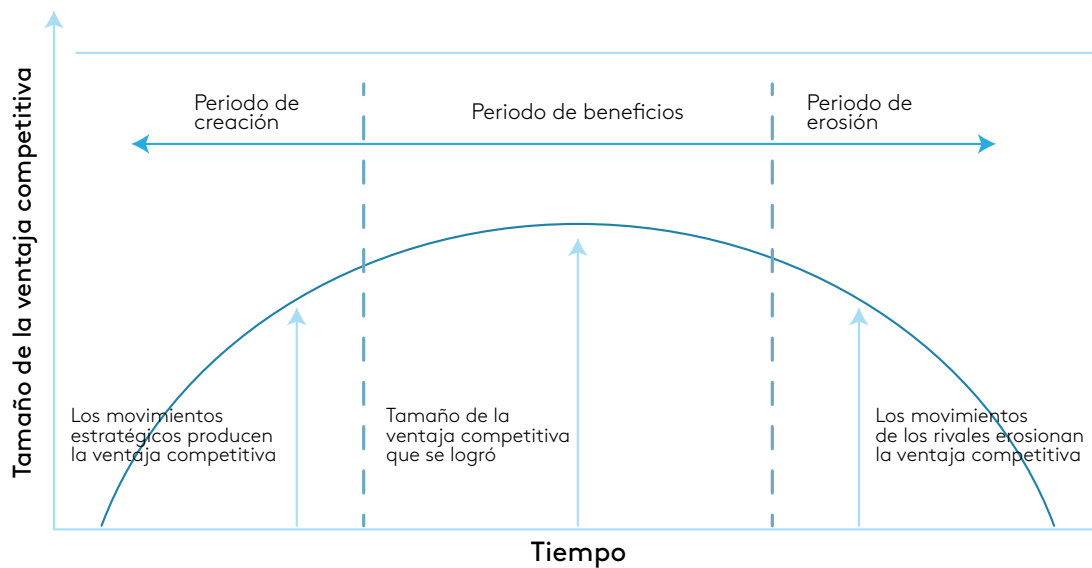 Tamaño de la ventaja competitiva
Periodo de
creación
Periodo de beneficios
Periodo de
erosión
Los movimientos
estratégicos producen
la ventaja competitiva
Tamaño de la
ventaja competitiva
que se logró
Los movimientos
de los rivales erosionan
la ventaja competitiva
Tiempo